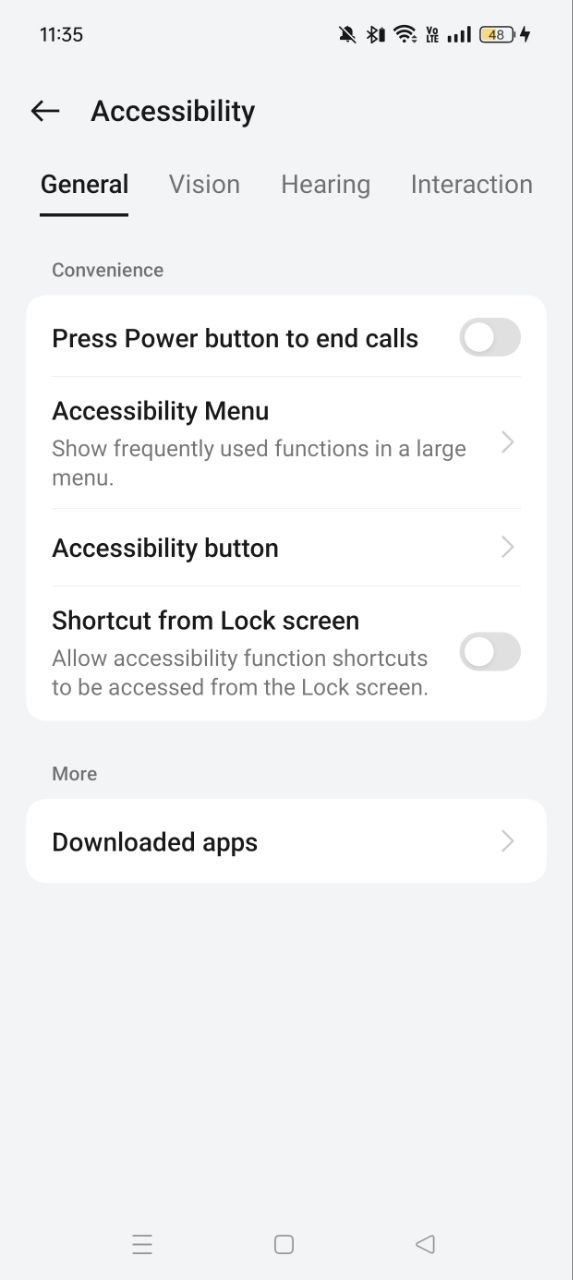 11:35
Vo LTE
48
Accessibility
General Vision Hearing Interaction
Convenience
Press Power button to end calls
Accessibility Menu
Show frequently used functions in a large
menu.
Accessibility button
Shortcut from Lock screen
Allow accessibility function shortcuts
to be accessed from the Lock screen.
More
Downloaded apps